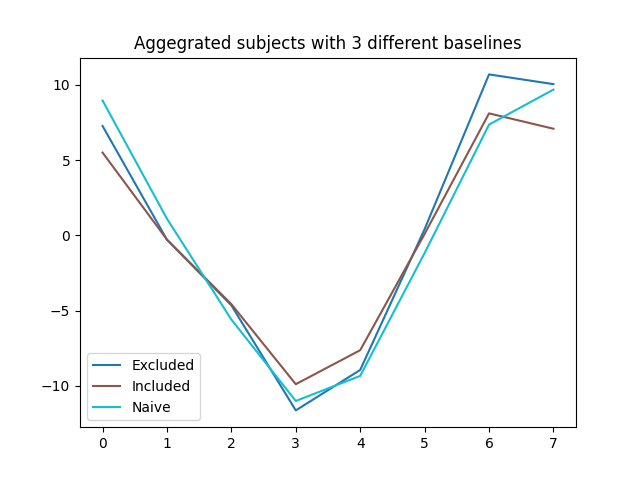 Aggegrated subjects with 3 different baselines
10
5
0
−5
−10
Excluded
Included
Naive
0 1 2 3 4 5 6 7